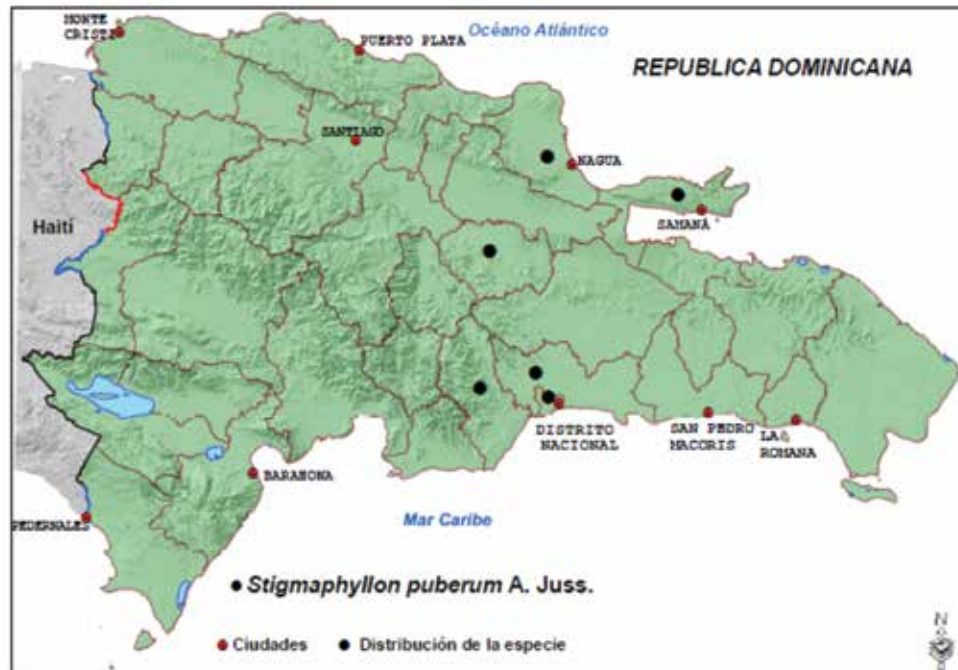 MONTE
CRISTI
PUERTO PLATA
Océano Atlántico
REPUBLICA DOMINICANA
SANTIAGO
NAGUA
SAMANÁ
Haití
DISTRITO
NACIONAL
SAN PEDRO
MACORIS
LA
ROMANA
BARAHONA
PEDERNALES
Mar Caribe
Stigmaphyllon puberum A. Juss.
Ciudades
Distribución de la especie
N